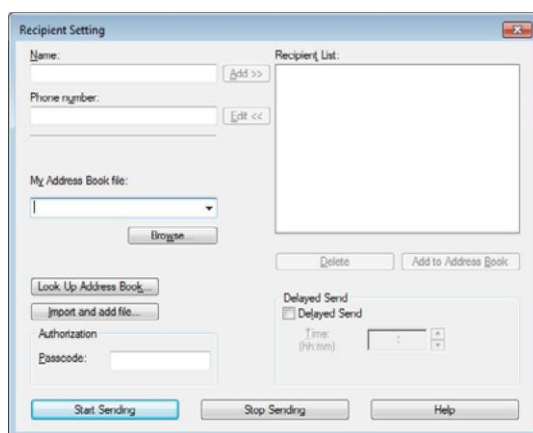 Recipient Setting
Name:
Add >>
Phone number:
Edit <<
My Address Book file:
Browse...
Look Up Address Book...
Import and add file...
Authorization
Passcode:
Recipient List:
Delete
Add to Address Book
Delayed Send
Delayed Send
Time:
(hh:mm)
:
Start Sending
Stop Sending
Help